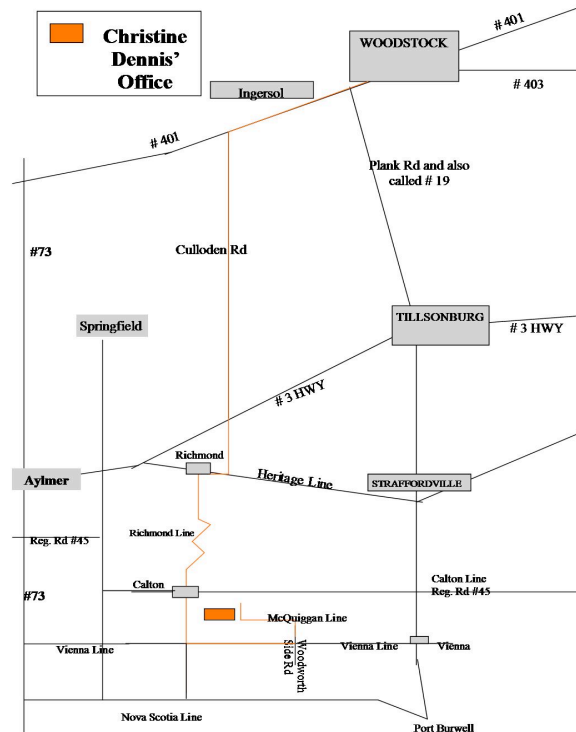 Christine
Dennis’
Office
WOODSTOCK
# 401
# 403
Ingersol
# 401
Plank Rd and also
called # 19
#73
Culloden Rd
Springfield
TILLSONBURG
# 3 HWY
# 3 HWY
Richmond
Aylmer
Heritage Line
STRAFFORDVILLE
Richmond Line
Reg. Rd #45
Calton
Calton Line
Reg. Rd #45
#73
McQuiggan Line
Vienna Line
Woodworth
Side Rd
Vienna Line
Vienna
Nova Scotia Line
Port Burwell